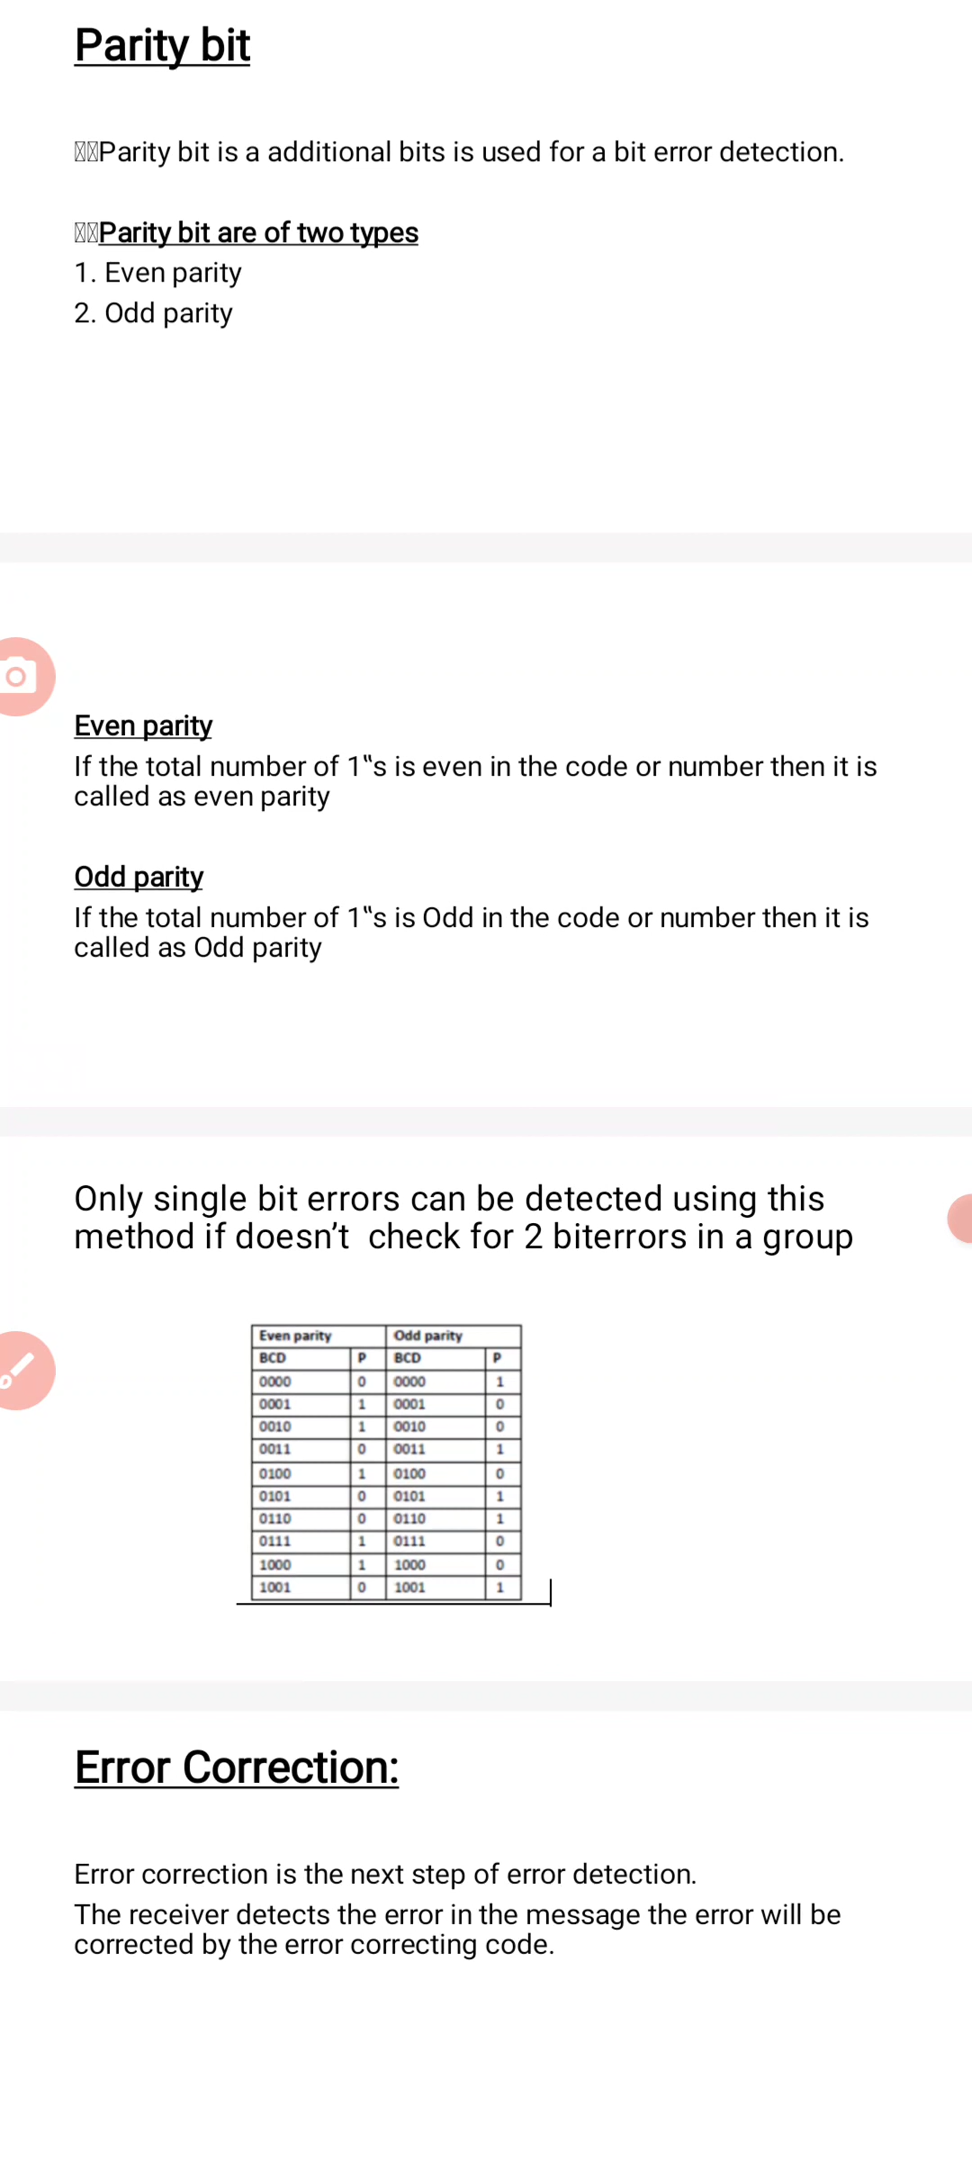 Parity bit
Parity bit is a additional bits is used for a bit error detection.
Parity bit are of two types
1. Even parity
2. Odd parity
Even parity
If the total number of 1‟s is even in the code or number then it is
called as even parity
Odd parity
If the total number of 1‟s is Odd in the code or number then it is
called as Odd parity
Only single bit errors can be detected using this
method if doesn’t check for 2 biterrors in a group
Even parity Odd parity
BCD P BCD P
0000 0 0000 1
0001 1 0001 0
0010 1 0010 0
0011 0 0011 1
0100 1 0100 0
0101 0 0101 1
0110 0 0110 1
0111 1 0111 0
1000 1 1000 0
1001 0 1001 1
Error Correction:
Error correction is the next step of error detection.
The receiver detects the error in the message the error will be
corrected by the error correcting code.